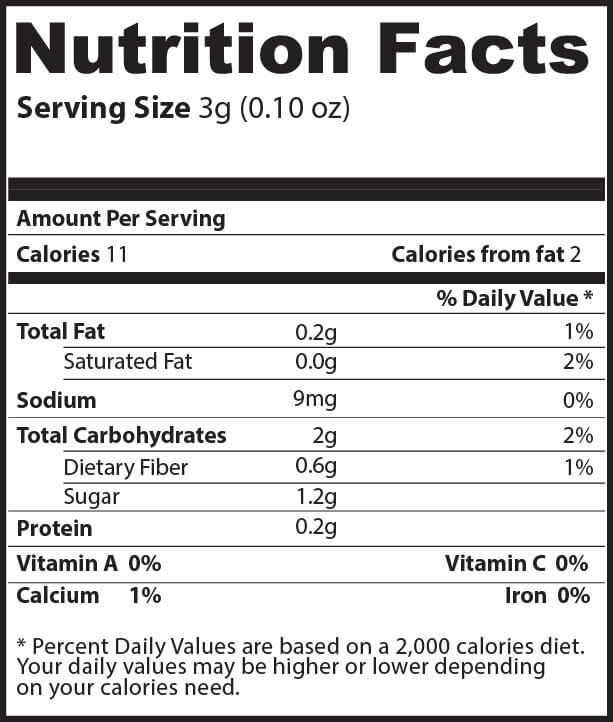 Nutrition Facts
Serving Size 3g (0.10 oz)
Amount Per Serving
Calories 11 Calories from fat 2
% Daily Value *
Total Fat 0.2g 1%
Saturated Fat 0.0g 2%
Sodium 9mg 0%
Total Carbohydrates 2g 2%
Dietary Fiber 0.6g 1%
Sugar 1.2g
Protein 0.2g
Vitamin A 0% Vitamin C 0%
Calcium 1% Iron 0%
* Percent Daily Values are based on a 2,000 calories diet.
Your daily values may be higher or lower depending
on your calories need.